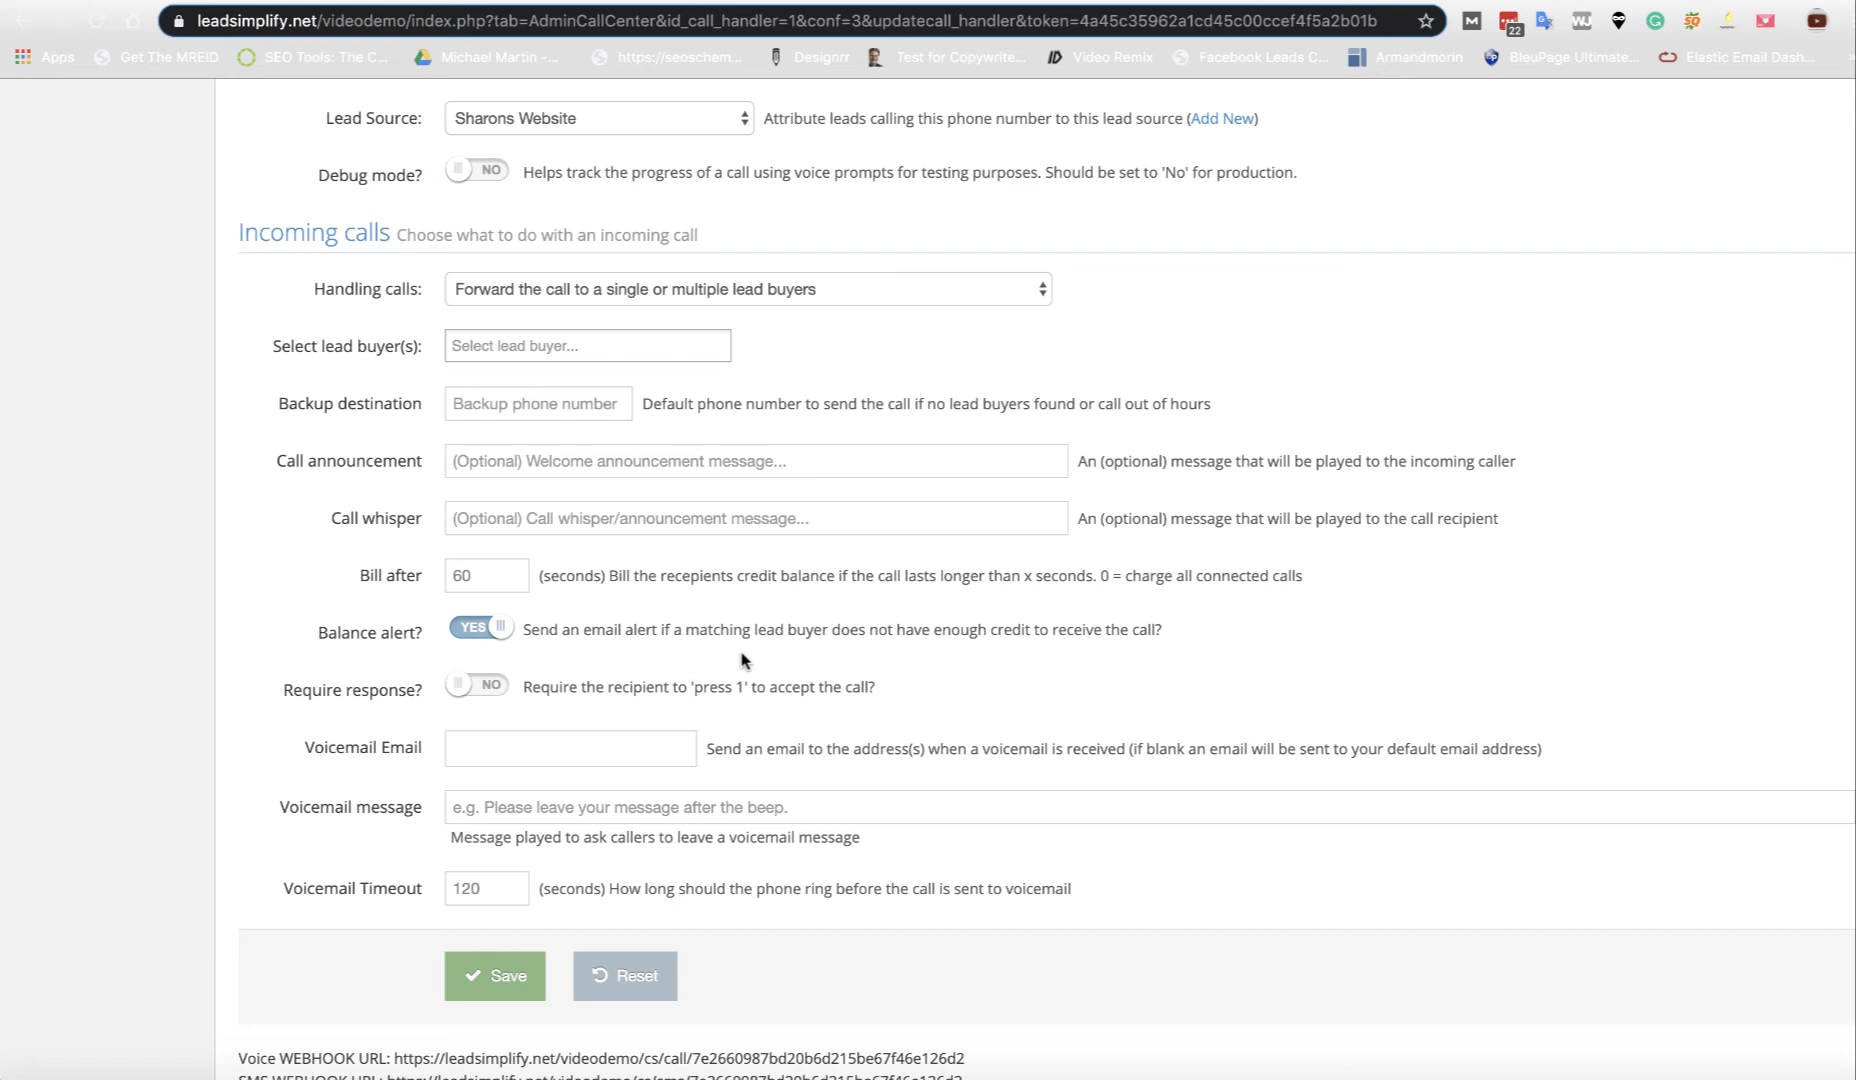 leadsimplify.net/videodemo/index.php?tab=AdminCallCenter&id_call_handler=1&conf=3&updatecall_handler&token=4a45c35962a1cd45c00ccef4f5a2b01b
22
Apps Get The MREID SEO Tools: The C... Michael Martin -... https://seoschem... Designrr Test for Copywrite... Video Remix Facebook Leads C... Armandmorin BleuPage Ultimate... Elastic Email Dash...
Lead Source: Sharons Website Attribute leads calling this phone number to this lead source (Add New)
Debug mode? NO Helps track the progress of a call using voice prompts for testing purposes. Should be set to 'No' for production.
Incoming calls Choose what to do with an incoming call
Handling calls: Forward the call to a single or multiple lead buyers
Select lead buyer(s): Select lead buyer...
Backup destination Backup phone number Default phone number to send the call if no lead buyers found or call out of hours
Call announcement (Optional) Welcome announcement message... An (optional) message that will be played to the incoming caller
Call whisper (Optional) Call whisper/announcement message... An (optional) message that will be played to the call recipient
Bill after 60 (seconds) Bill the recepients credit balance if the call lasts longer than x seconds. 0 = charge all connected calls
Balance alert? YES Send an email alert if a matching lead buyer does not have enough credit to receive the call?
Require response? NO Require the recipient to 'press 1' to accept the call?
Voicemail Email Send an email to the address(s) when a voicemail is received (if blank an email will be sent to your default email address)
Voicemail message e.g. Please leave your message after the beep.
Message played to ask callers to leave a voicemail message
Voicemail Timeout 120 (seconds) How long should the phone ring before the call is sent to voicemail
Save Reset
Voice WEBHOOK URL: https://leadsimplify.net/videodemo/cs/call/7e2660987bd20b6d215be67f46e126d2
SMS WEBHOOK URL: https://leadsimplify.net/videodemo/cs/sms/7e2660987bd20b6d215be67f46e126d2